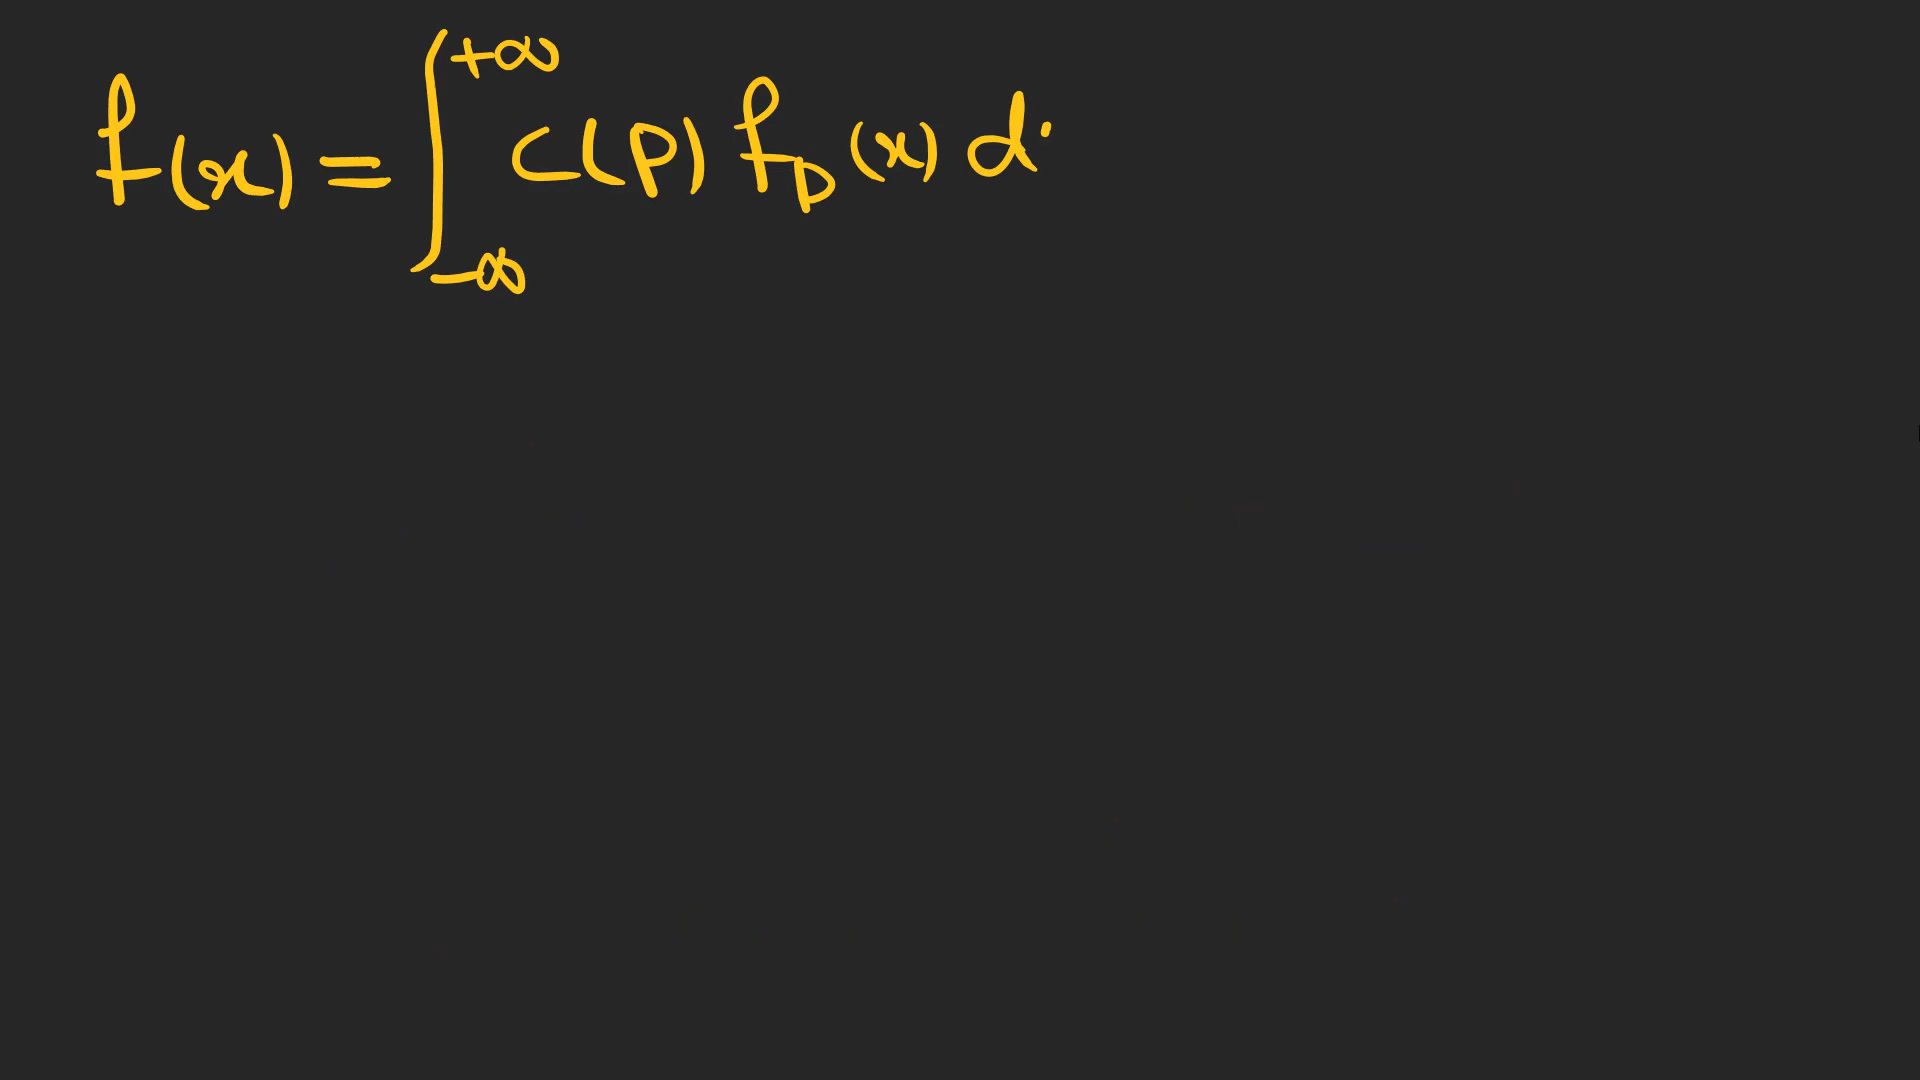 f(x) = ∫_{-∞}^{+∞} C(p) f_p(x) d